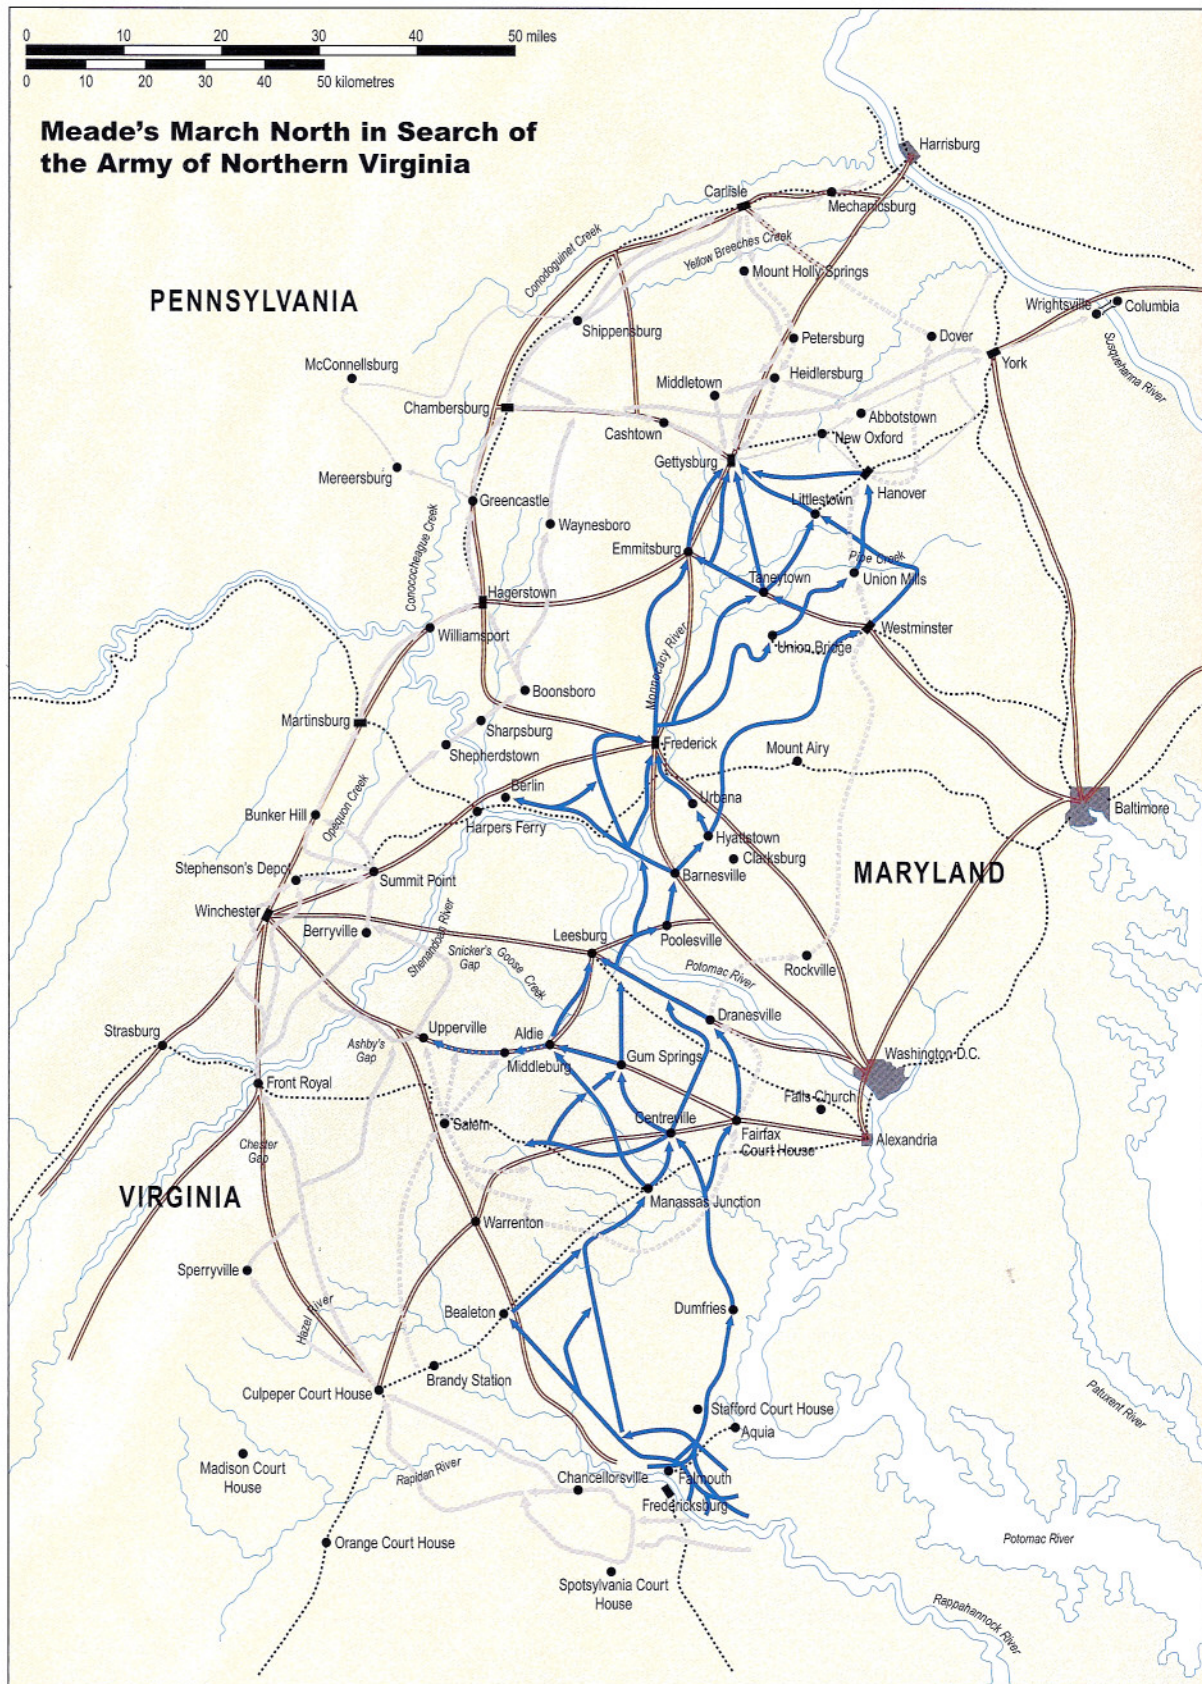 0 10 20 30 40 50 miles
0 10 20 30 40 50 kilometres
Meade's March North in Search of
the Army of Northern Virginia
Harrisburg
Carlisle
Mechanicsburg
Conodoguinet Creek
Yellow Breeches Creek
Mount Holly Springs
PENNSYLVANIA
Wrightsville
Columbia
Shippensburg
Petersburg
Dover
Susquehanna River
York
McConnellsburg
Middletown
Heidlersburg
Chambersburg
Abbotstown
Cashtown
New Oxford
Gettysburg
Mereersburg
Hanover
Greencastle
Littlestown
Waynesboro
Conococheague Creek
Emmitsburg
Pipe Creek
Taneytown
Union Mills
Hagerstown
Williamsport
Westminster
Union Bridge
Monnocacy River
Boonsboro
Martinsburg
Sharpsburg
Shepherdstown
Frederick
Mount Airy
Berlin
Urbana
Baltimore
Opequon Creek
Bunker Hill
Harpers Ferry
Hyattstown
Clarksburg
MARYLAND
Stephenson's Depot
Summit Point
Barnesville
Winchester
Berryville
Shenandoas River
Snicker's
Gap
Goose Creek
Leesburg
Poolesville
Potomac River
Rockville
Strasburg
Upperville
Aldie
Dranesville
Ashby's
Gap
Middleburg
Gum Springs
Washington D.C.
Front Royal
Falls Church
Salem
Centreville
Fairfax
Court House
Alexandria
Chester
Gap
VIRGINIA
Manassas Junction
Warrenton
Sperryville
Hazel River
Bealeton
Dumfries
Brandy Station
Culpeper Court House
Stafford Court House
Aquia
Patuxent River
Madison Court
House
Rapidan River
Chancellorsville
Falmouth
Fredericksburg
Orange Court House
Potomac River
Spotsylvania Court
House
Rappahannock River